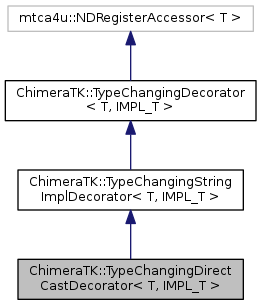 mtca4u::NDRegisterAccessor< T >
ChimeraTK::TypeChangingDecorator
< T, IMPL_T >
ChimeraTK::TypeChangingString
ImplDecorator< T, IMPL_T >
ChimeraTK::TypeChangingDirect
CastDecorator< T, IMPL_T >